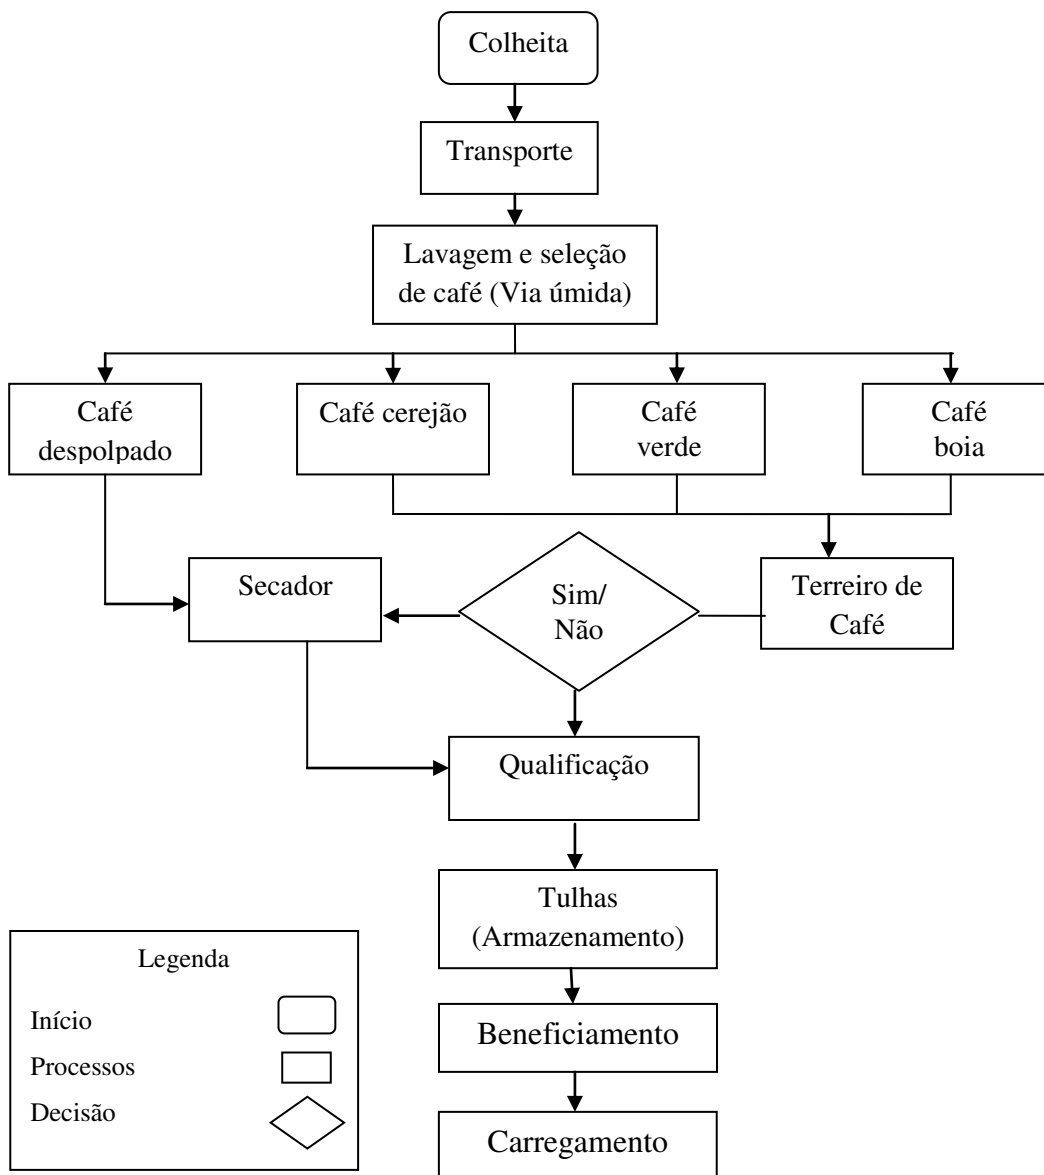 Colheita
Transporte
Lavagem e seleção
de café (Via úmida)
Café
despolpado
Café cerejão
Café
verde
Café
boia
Secador
Sim/
Não
Terreiro de
Café
Qualificação
Tulhas
(Armazenamento)
Beneficiamento
Carregamento
Legenda
Início
Processos
Decisão